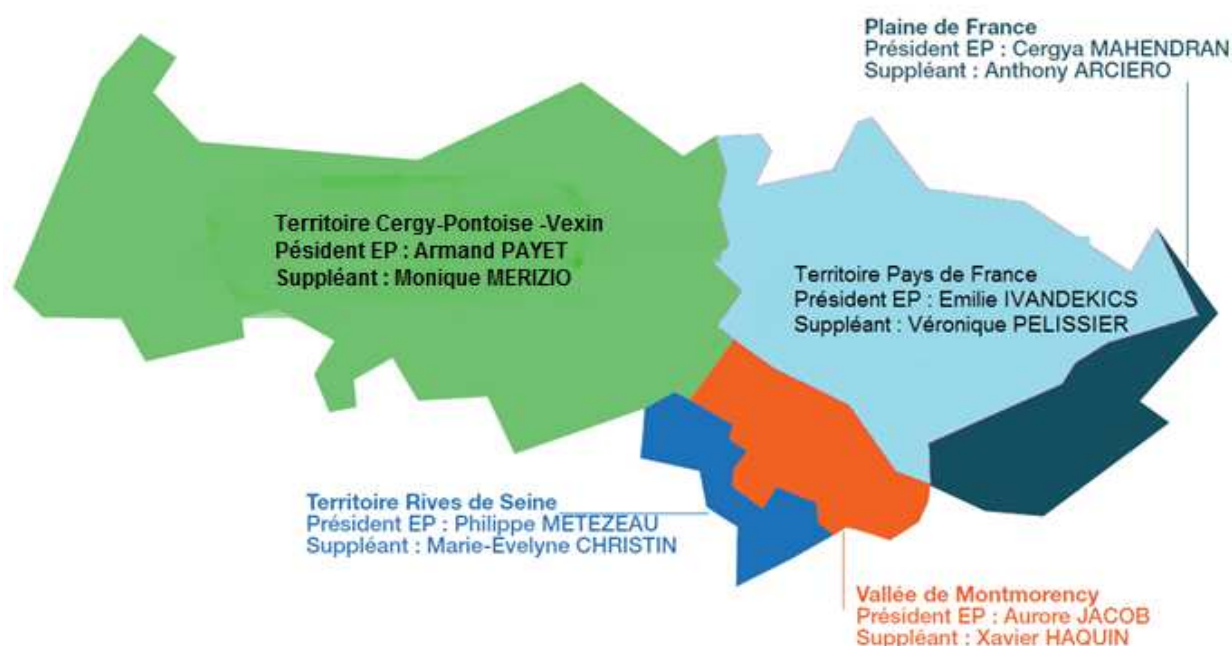 Plaine de France
Président EP : Cergya MAHENDRAN
Suppléant : Anthony ARCIERO
Territoire Cergy-Pontoise -Vexin
Pésident EP : Armand PAYET
Suppléant : Monique MERIZIO
Territoire Pays de France
Président EP : Emilie IVANDEKICS
Suppléant : Véronique PELISSIER
Territoire Rives de Seine
Président EP : Philippe METEZEAU
Suppléant : Marie-Évelyne CHRISTIN
Vallée de Montmorency
Président EP : Aurore JACOB
Suppléant : Xavier HAQUIN